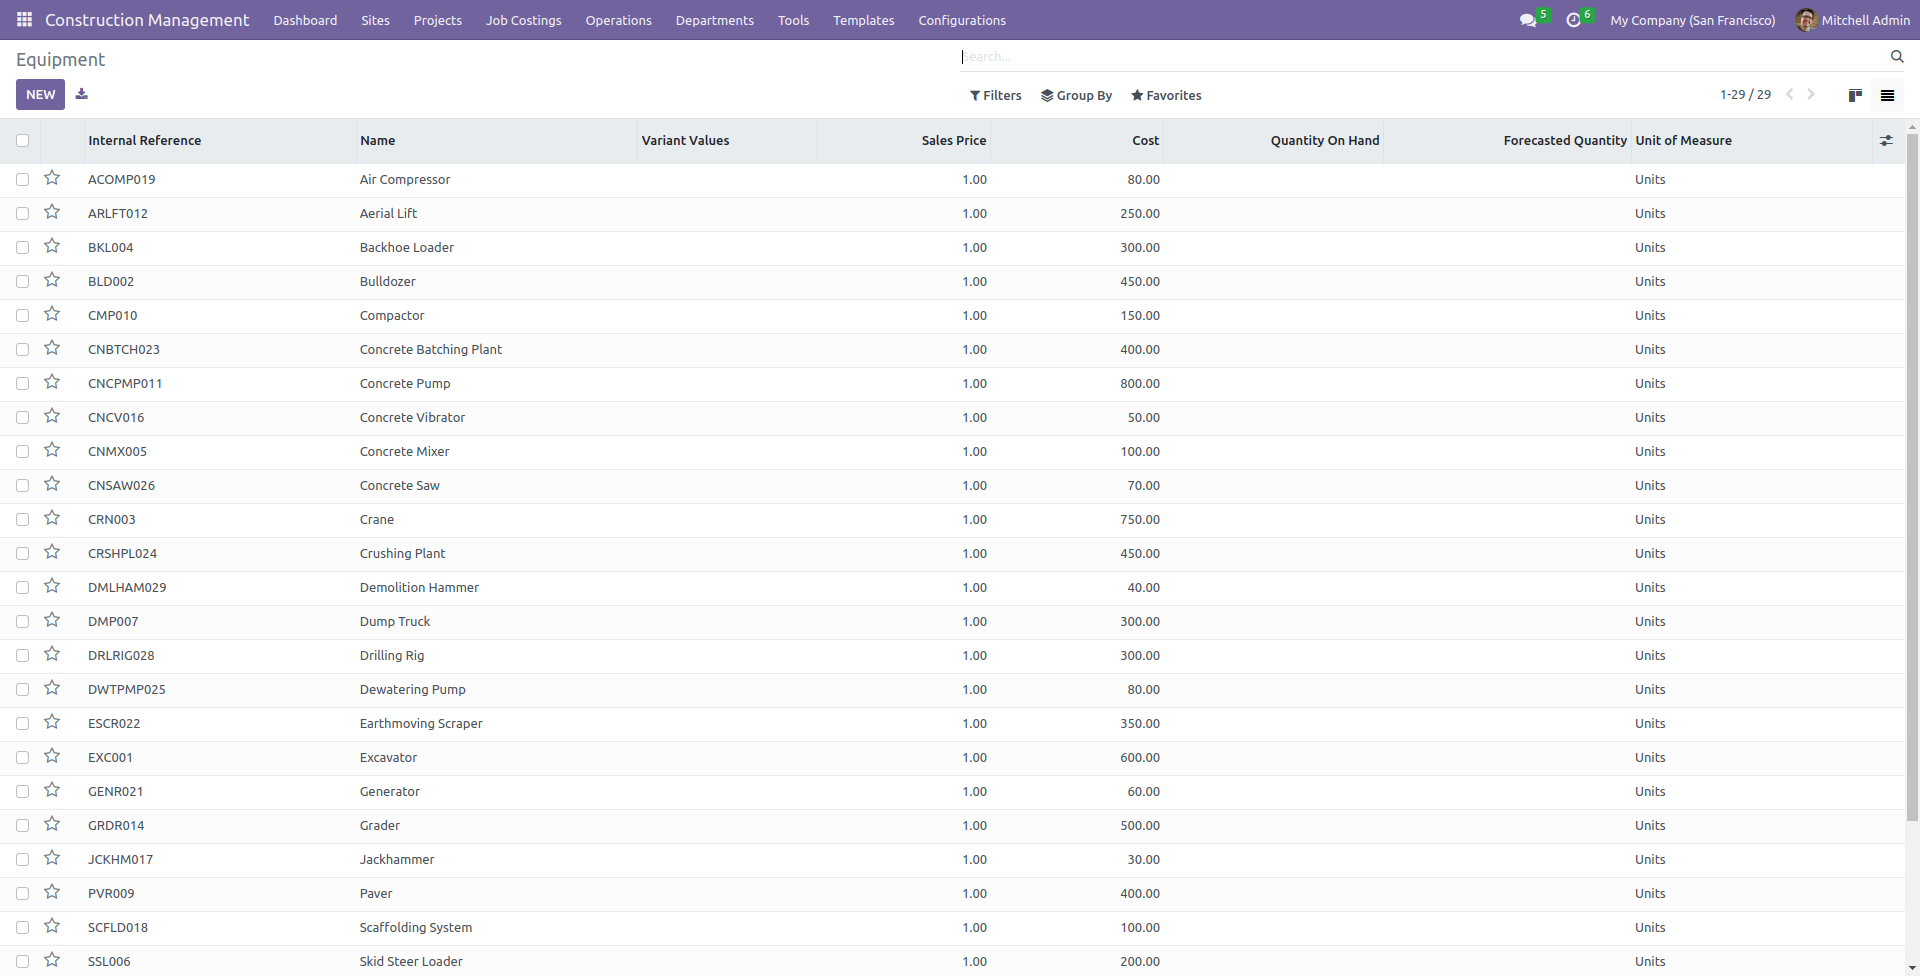 Construction Management Dashboard Sites Projects Job Costings Operations Departments Tools Templates Configurations 5 6 My Company (San Francisco) Mitchell Admin
Equipment Search...
NEW Filters Group By Favorites 1-29 / 29
Internal Reference Name Variant Values Sales Price Cost Quantity On Hand Forecasted Quantity Unit of Measure
ACOMP019 Air Compressor 1.00 80.00 Units
ARLFT012 Aerial Lift 1.00 250.00 Units
BKL004 Backhoe Loader 1.00 300.00 Units
BLD002 Bulldozer 1.00 450.00 Units
CMP010 Compactor 1.00 150.00 Units
CNBTCH023 Concrete Batching Plant 1.00 400.00 Units
CNCPMP011 Concrete Pump 1.00 800.00 Units
CNCV016 Concrete Vibrator 1.00 50.00 Units
CNMX005 Concrete Mixer 1.00 100.00 Units
CNSAW026 Concrete Saw 1.00 70.00 Units
CRN003 Crane 1.00 750.00 Units
CRSHPL024 Crushing Plant 1.00 450.00 Units
DMLHAM029 Demolition Hammer 1.00 40.00 Units
DMP007 Dump Truck 1.00 300.00 Units
DRLRIG028 Drilling Rig 1.00 300.00 Units
DWTPMP025 Dewatering Pump 1.00 80.00 Units
ESCR022 Earthmoving Scraper 1.00 350.00 Units
EXC001 Excavator 1.00 600.00 Units
GENR021 Generator 1.00 60.00 Units
GRDR014 Grader 1.00 500.00 Units
JCKHM017 Jackhammer 1.00 30.00 Units
PVR009 Paver 1.00 400.00 Units
SCFLD018 Scaffolding System 1.00 100.00 Units
SSL006 Skid Steer Loader 1.00 200.00 Units